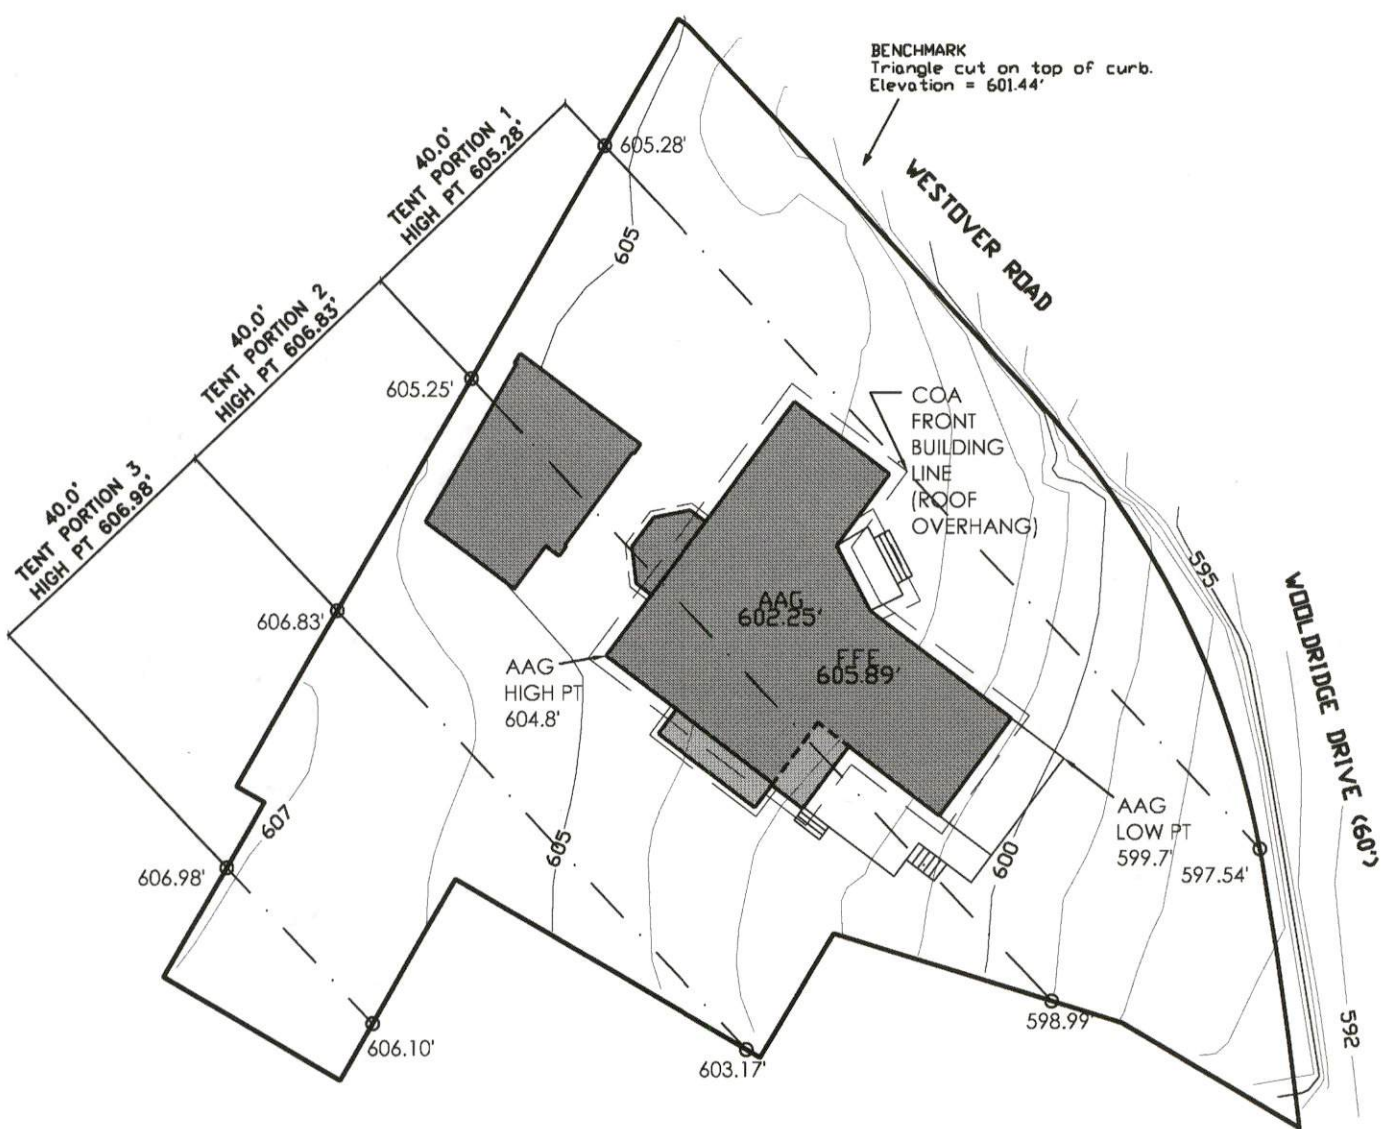 BENCHMARK
Triangle cut on top of curb.
Elevation = 601.44'
WESTOVER ROAD
40.0'
TENT PORTION 1
HIGH PT 605.28'
605.28'
605
40.0'
TENT PORTION 2
HIGH PT 606.83'
605.25'
COA
FRONT
BUILDING
LINE
(ROOF
OVERHANG)
40.0'
TENT PORTION 3
HIGH PT 606.98'
595
WOOLDRIDGE DRIVE (60')
606.83'
AAG
602.25'
FFE
605.89'
AAG
HIGH PT
604.8'
607
605
600
AAG
LOW PT
599.7'
597.54'
606.98'
606.10'
603.17'
598.99'
592